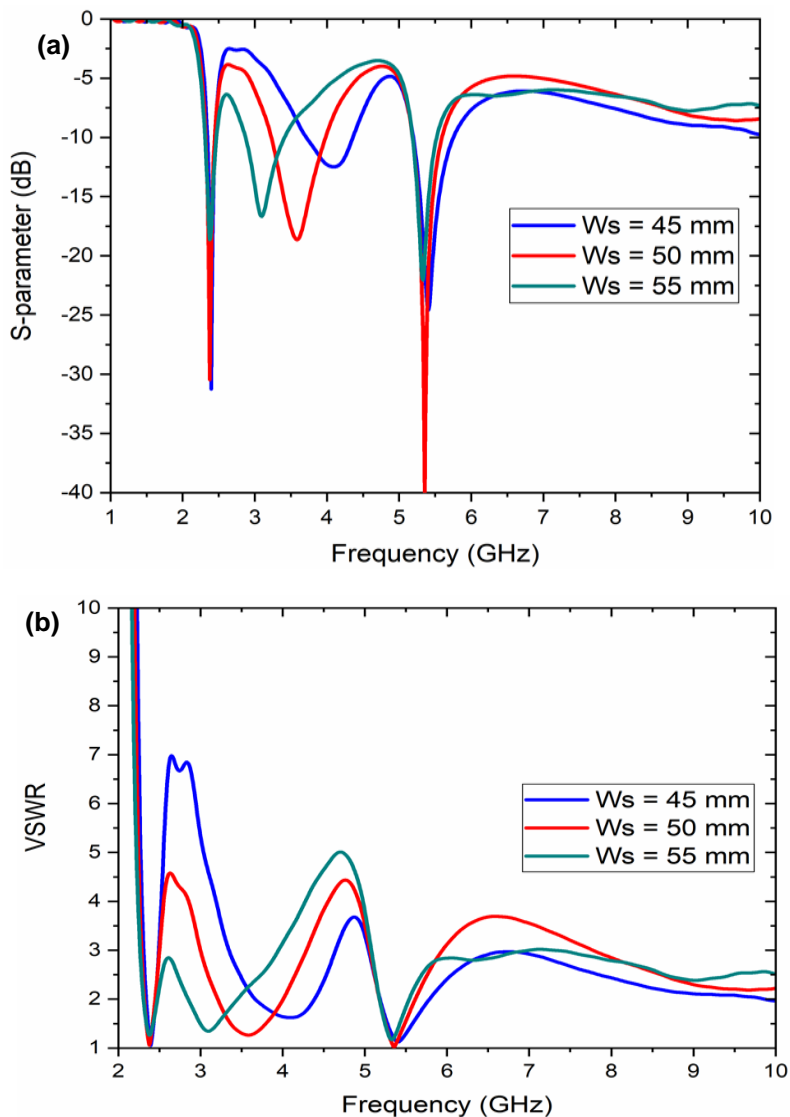 (a)
0
-5
-10
-15
-20
-25
-30
-35
-40
S-parameter (dB)
Ws = 45 mm
Ws = 50 mm
Ws = 55 mm
1 2 3 4 5 6 7 8 9 10
Frequency (GHz)
(b)
10
9
8
7
6
5
4
3
2
1
VSWR
Ws = 45 mm
Ws = 50 mm
Ws = 55 mm
2 3 4 5 6 7 8 9 10
Frequency (GHz)